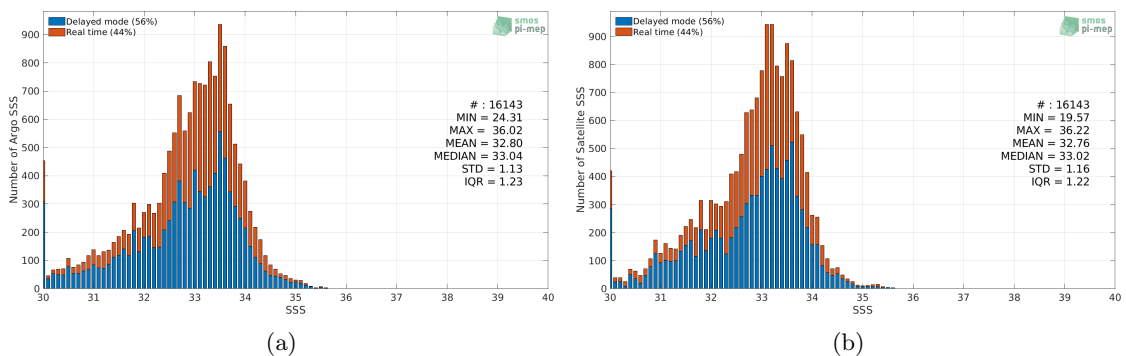 Delayed mode (56%)
Real time (44%)
smos
pi-mep
Number of Argo SSS
900
800
700
600
500
400
300
200
100
0
# : 16143
MIN = 24.31
MAX = 36.02
MEAN = 32.80
MEDIAN = 33.04
STD = 1.13
IQR = 1.23
30 31 32 33 34 35 36 37 38 39 40
SSS
(a)
Delayed mode (56%)
Real time (44%)
smos
pi-mep
Number of Satellite SSS
900
800
700
600
500
400
300
200
100
0
# : 16143
MIN = 19.57
MAX = 36.22
MEAN = 32.76
MEDIAN = 33.02
STD = 1.16
IQR = 1.22
30 31 32 33 34 35 36 37 38 39 40
SSS
(b)